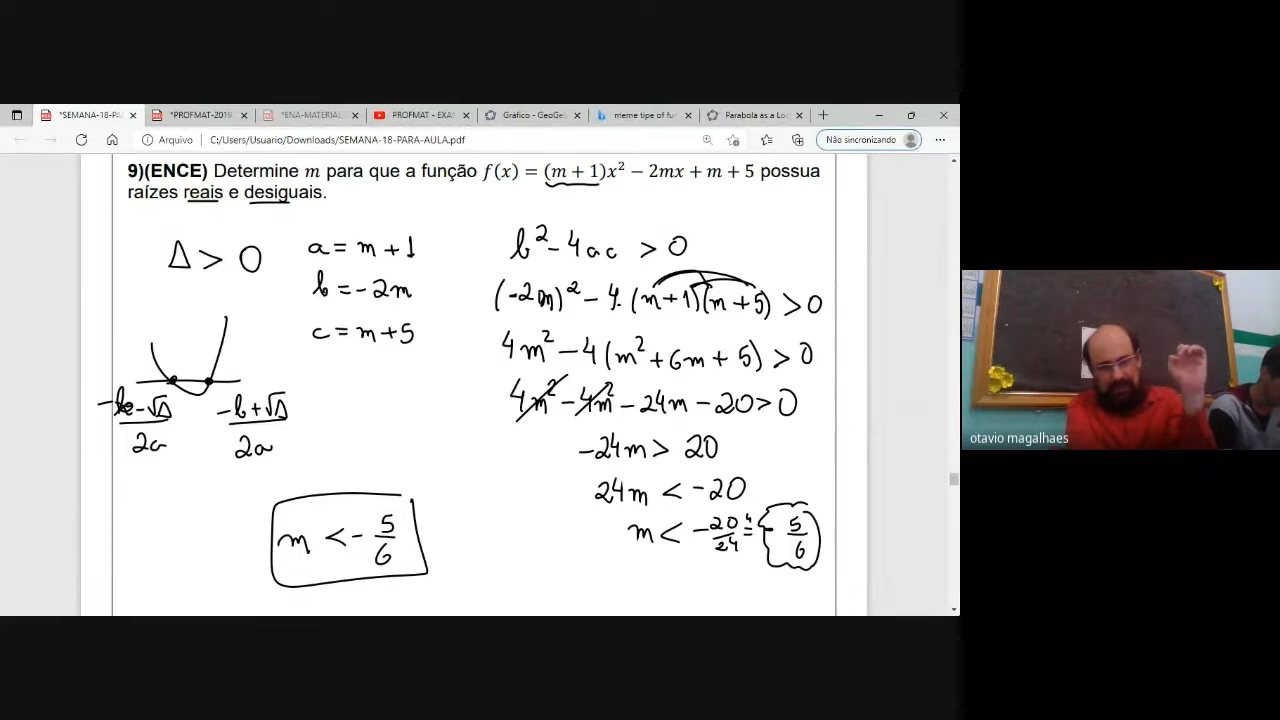 *SEMANA-18-PA
*PROFMAT-2019
*ENA-MATERIAL
PROFMAT - EXA
Gráfico - GeoGe
meme tipe of fu
Parabola as a Lo
Arquivo | C:/Users/Usuario/Downloads/SEMANA-18-PARA-AULA.pdf
Não sincronizando
9)(ENCE) Determine m para que a função f(x) = (m + 1)x² − 2mx + m + 5 possua
raízes reais e desiguais.
Δ > 0
a = m + 1
b = -2m
c = m + 5
-b -√Δ / 2a
-b + √Δ / 2a
m < - 5/6
b² - 4ac > 0
(-2m)² - 4.(m+1)(m+5) > 0
4m² - 4(m² + 6m + 5) > 0
4m² - 4m² - 24m - 20 > 0
-24m > 20
24m < -20
m < -20/24 = - 5/6
otavio magalhaes